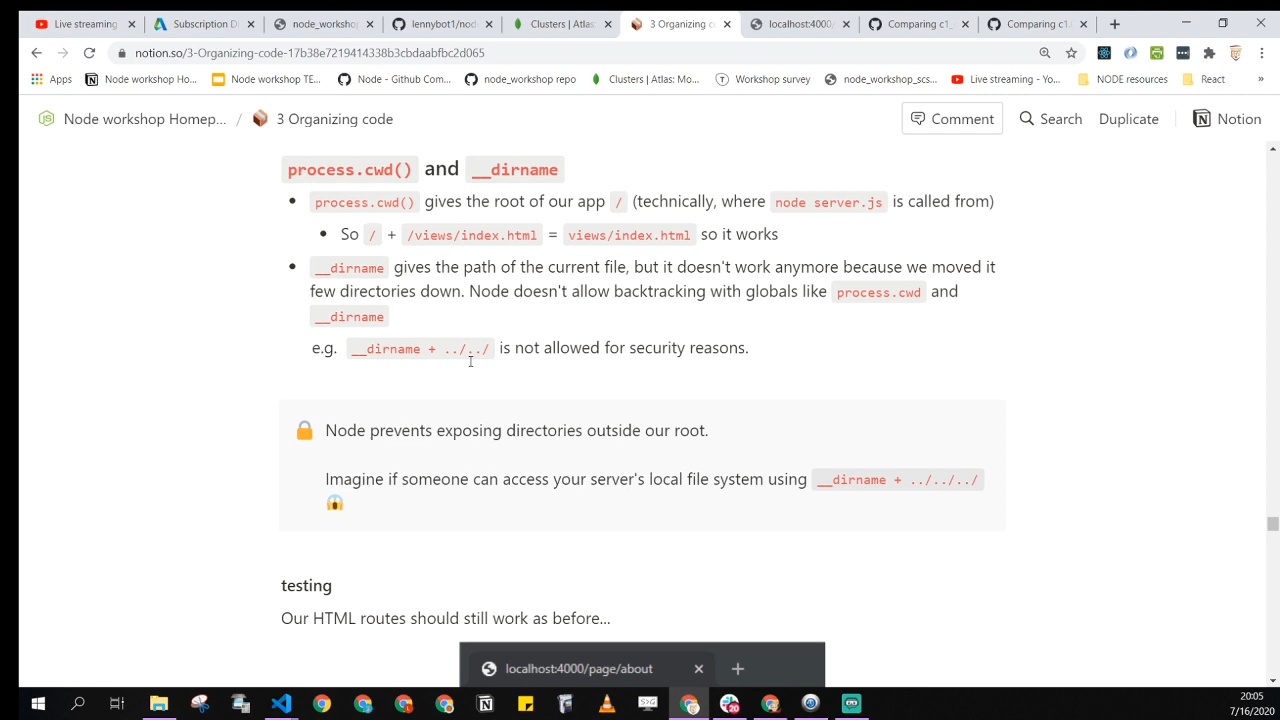 Live streaming
Subscription Di
node_worksho
lennybot1/node
Clusters | Atlas:
3 Organizing co
localhost:4000/
Comparing c1_
Comparing c1.
notion.so/3-Organizing-code-17b38e7219414338b3cbdaabfbc2d065
Apps
Node workshop Ho...
Node workshop TE...
Node - Github Com...
node_workshop repo
Clusters | Atlas: Mo...
Workshop survey
node_workshop_oscs...
Live streaming - Yo...
NODE resources
React
»
Node workshop Homep... / 3 Organizing code
Comment
Search
Duplicate
Notion
process.cwd() and __dirname
process.cwd() gives the root of our app / (technically, where node server.js is called from)
So / + /views/index.html = views/index.html so it works
__dirname gives the path of the current file, but it doesn't work anymore because we moved it
few directories down. Node doesn't allow backtracking with globals like process.cwd and
__dirname
e.g. __dirname + ../../ is not allowed for security reasons.
Node prevents exposing directories outside our root.
Imagine if someone can access your server's local file system using __dirname + ../../../
😱
testing
Our HTML routes should still work as before...
localhost:4000/page/about
20:05
7/16/2020